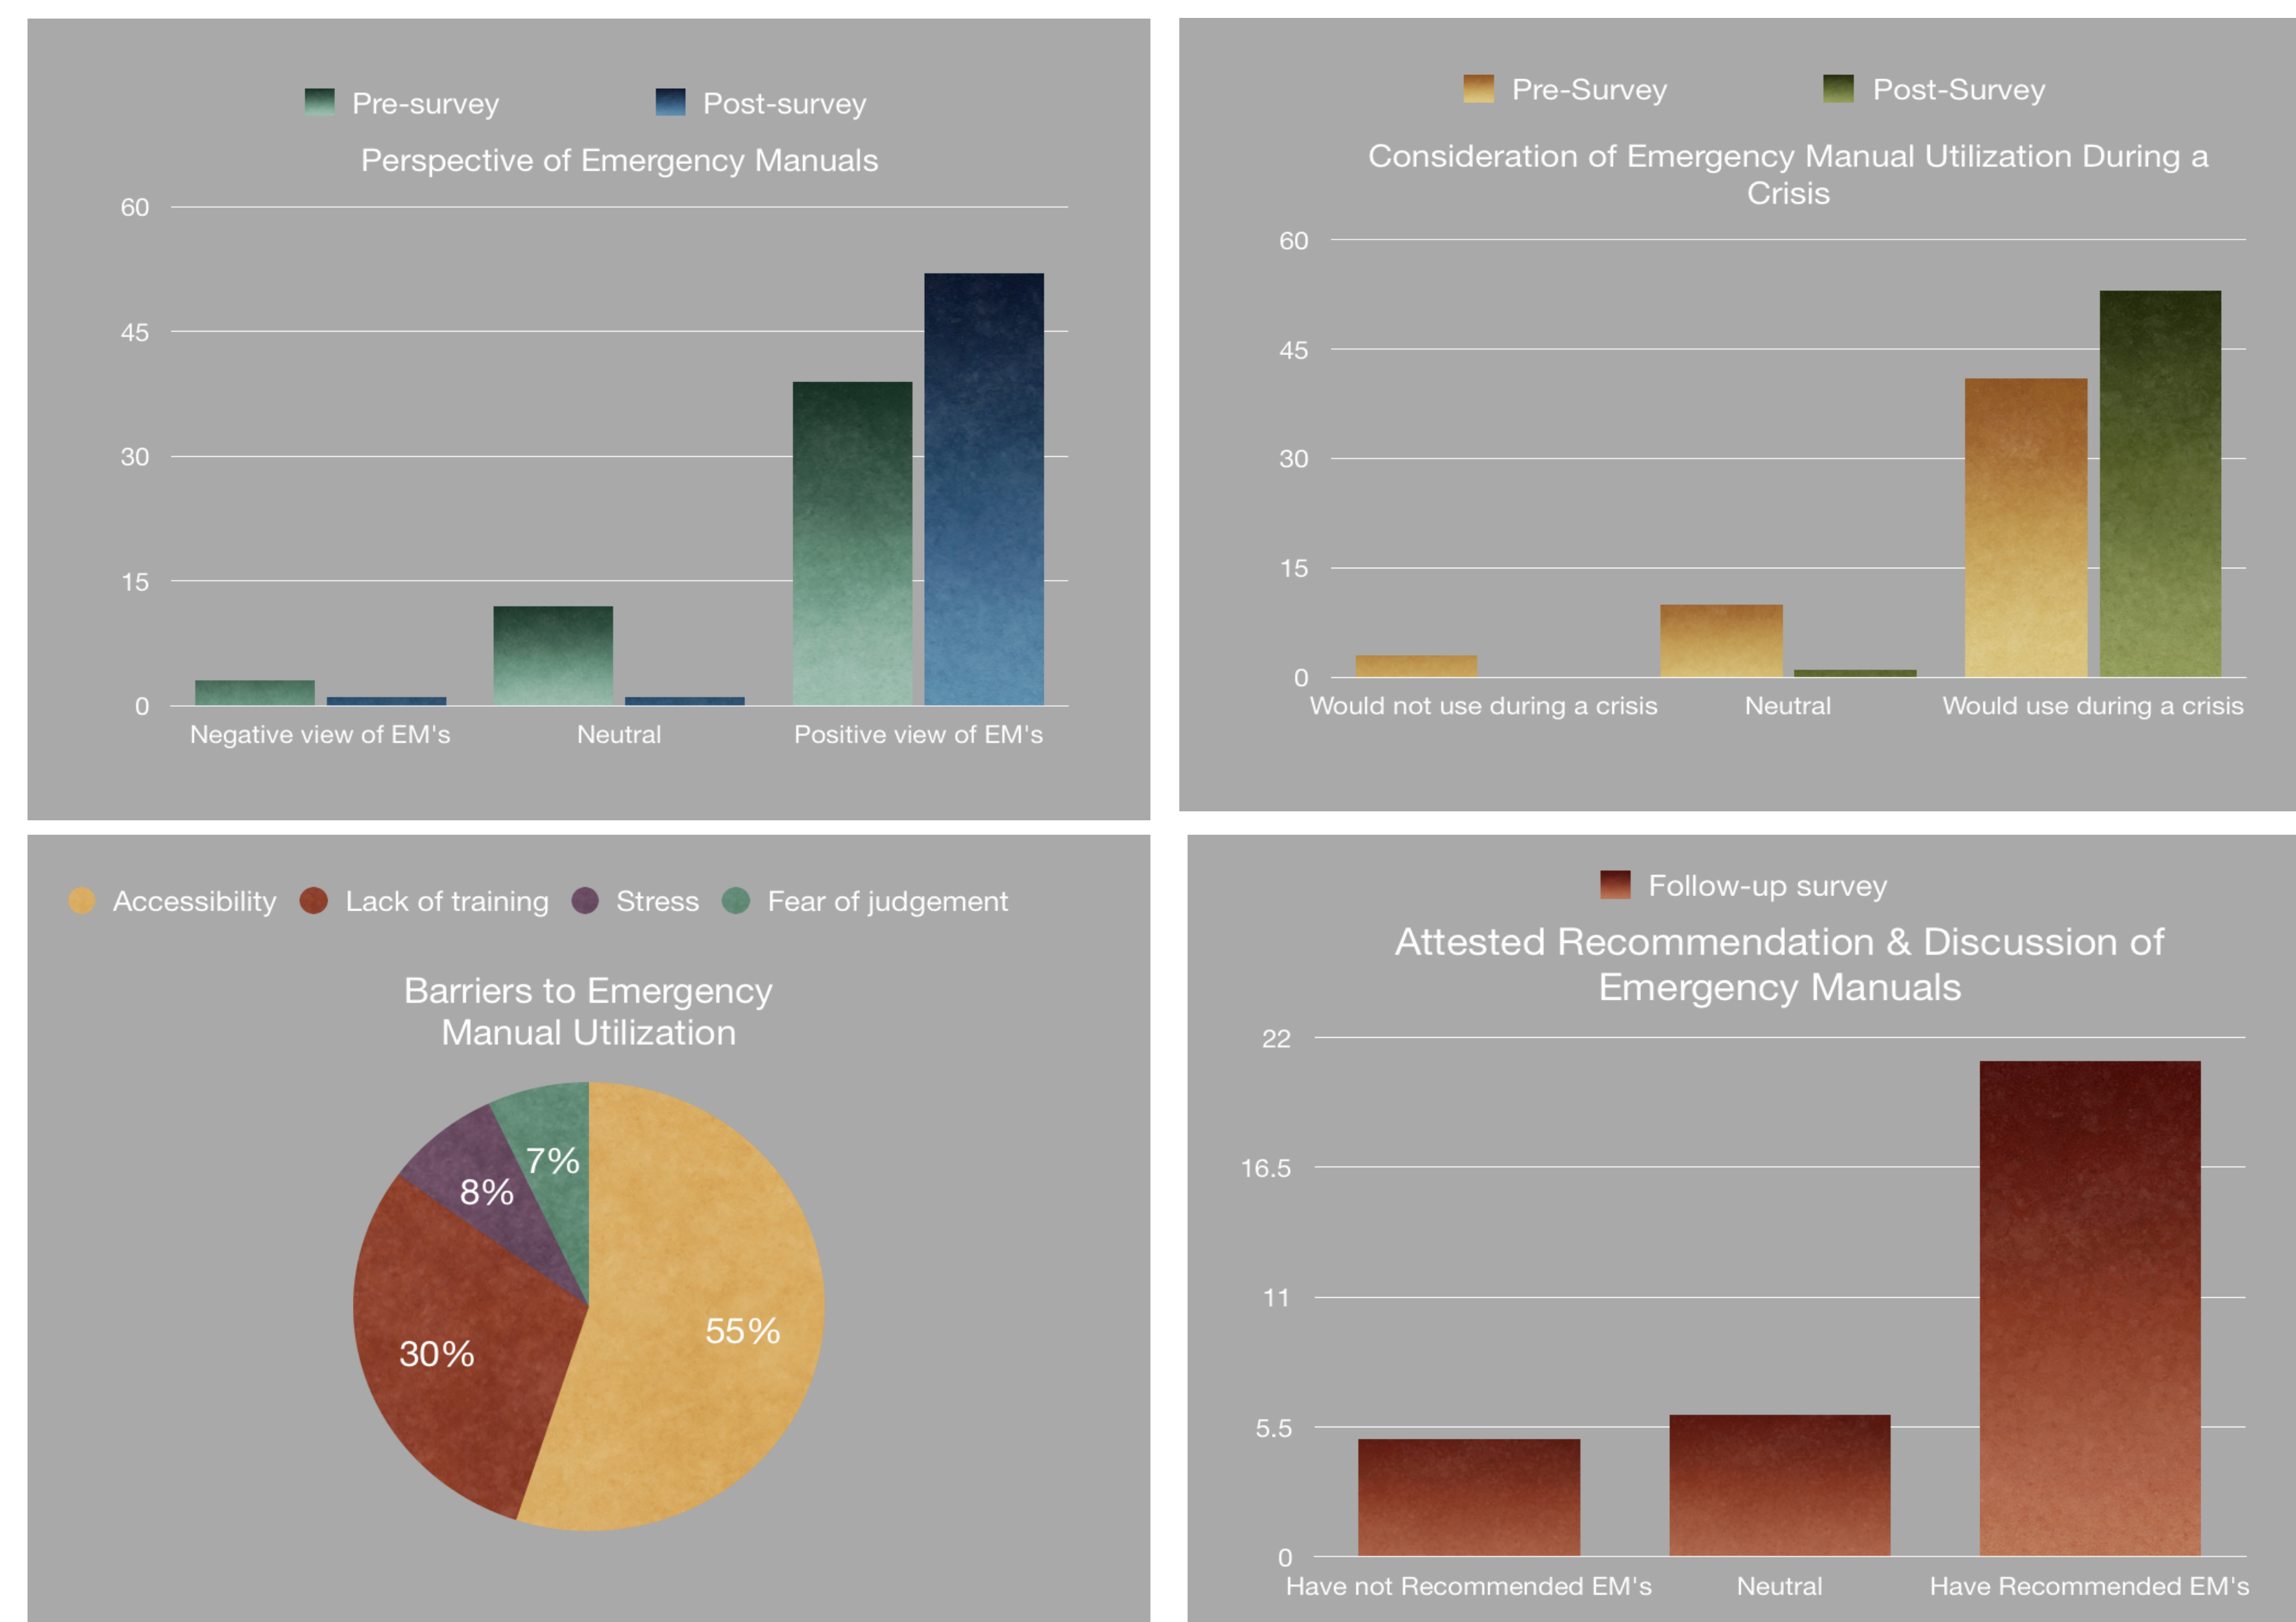 Pre-survey Post-survey
Perspective of Emergency Manuals
60
45
30
15
0
Negative view of EM's Neutral Positive view of EM's
Pre-Survey Post-Survey
Consideration of Emergency Manual Utilization During a
Crisis
60
45
30
15
0
Would not use during a crisis Neutral Would use during a crisis
Accessibility Lack of training Stress Fear of judgement
Barriers to Emergency
Manual Utilization
7%
8%
55%
30%
Follow-up survey
Attested Recommendation & Discussion of
Emergency Manuals
22
16.5
11
5.5
0
Have not Recommended EM's Neutral Have Recommended EM's